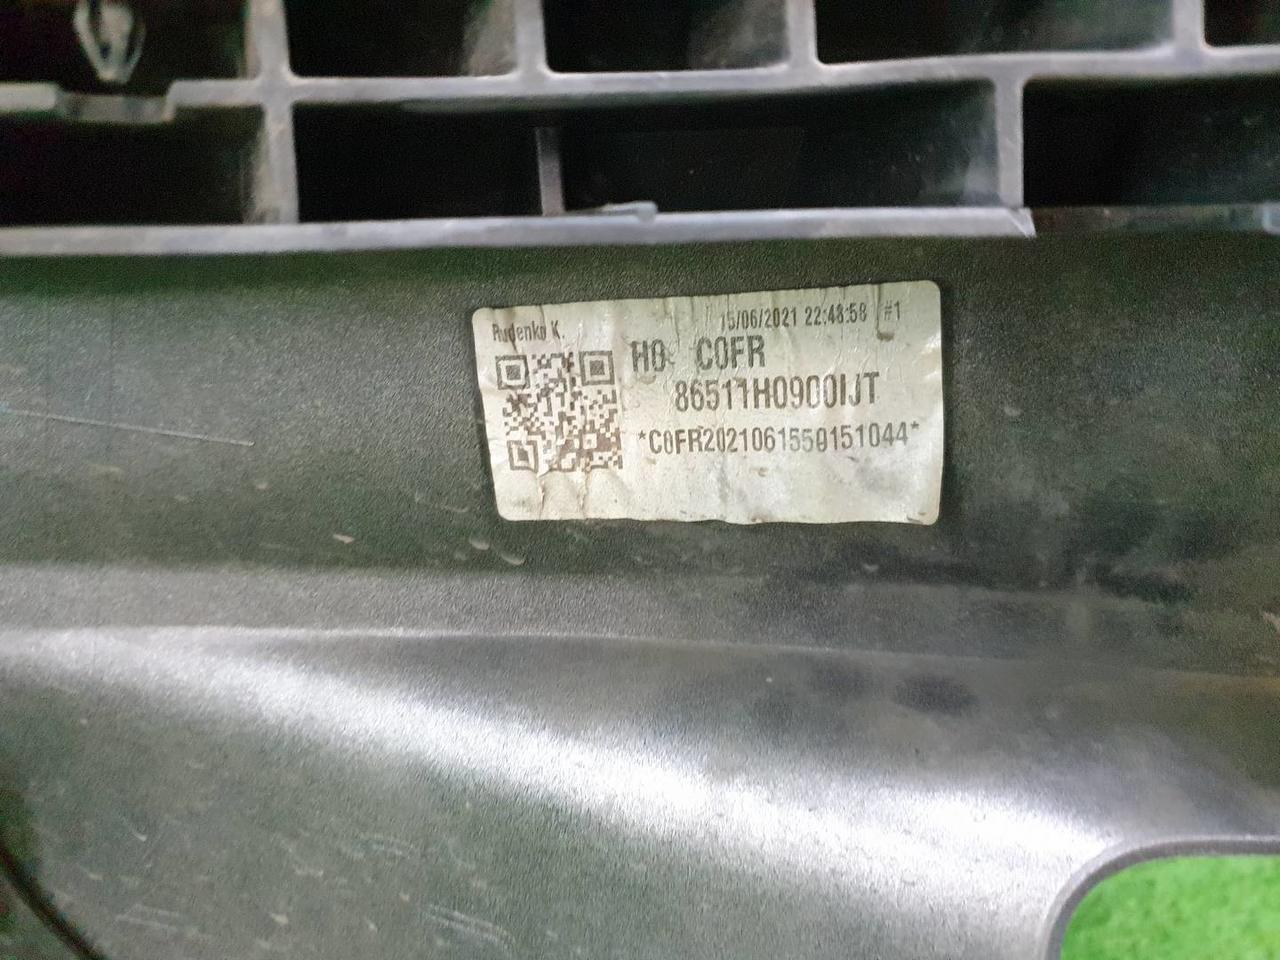 Rudenko K. 15/06/2021 22:48:58 #1
H0 C0FR
86511H0900IJT
*C0FR2021061550151044*